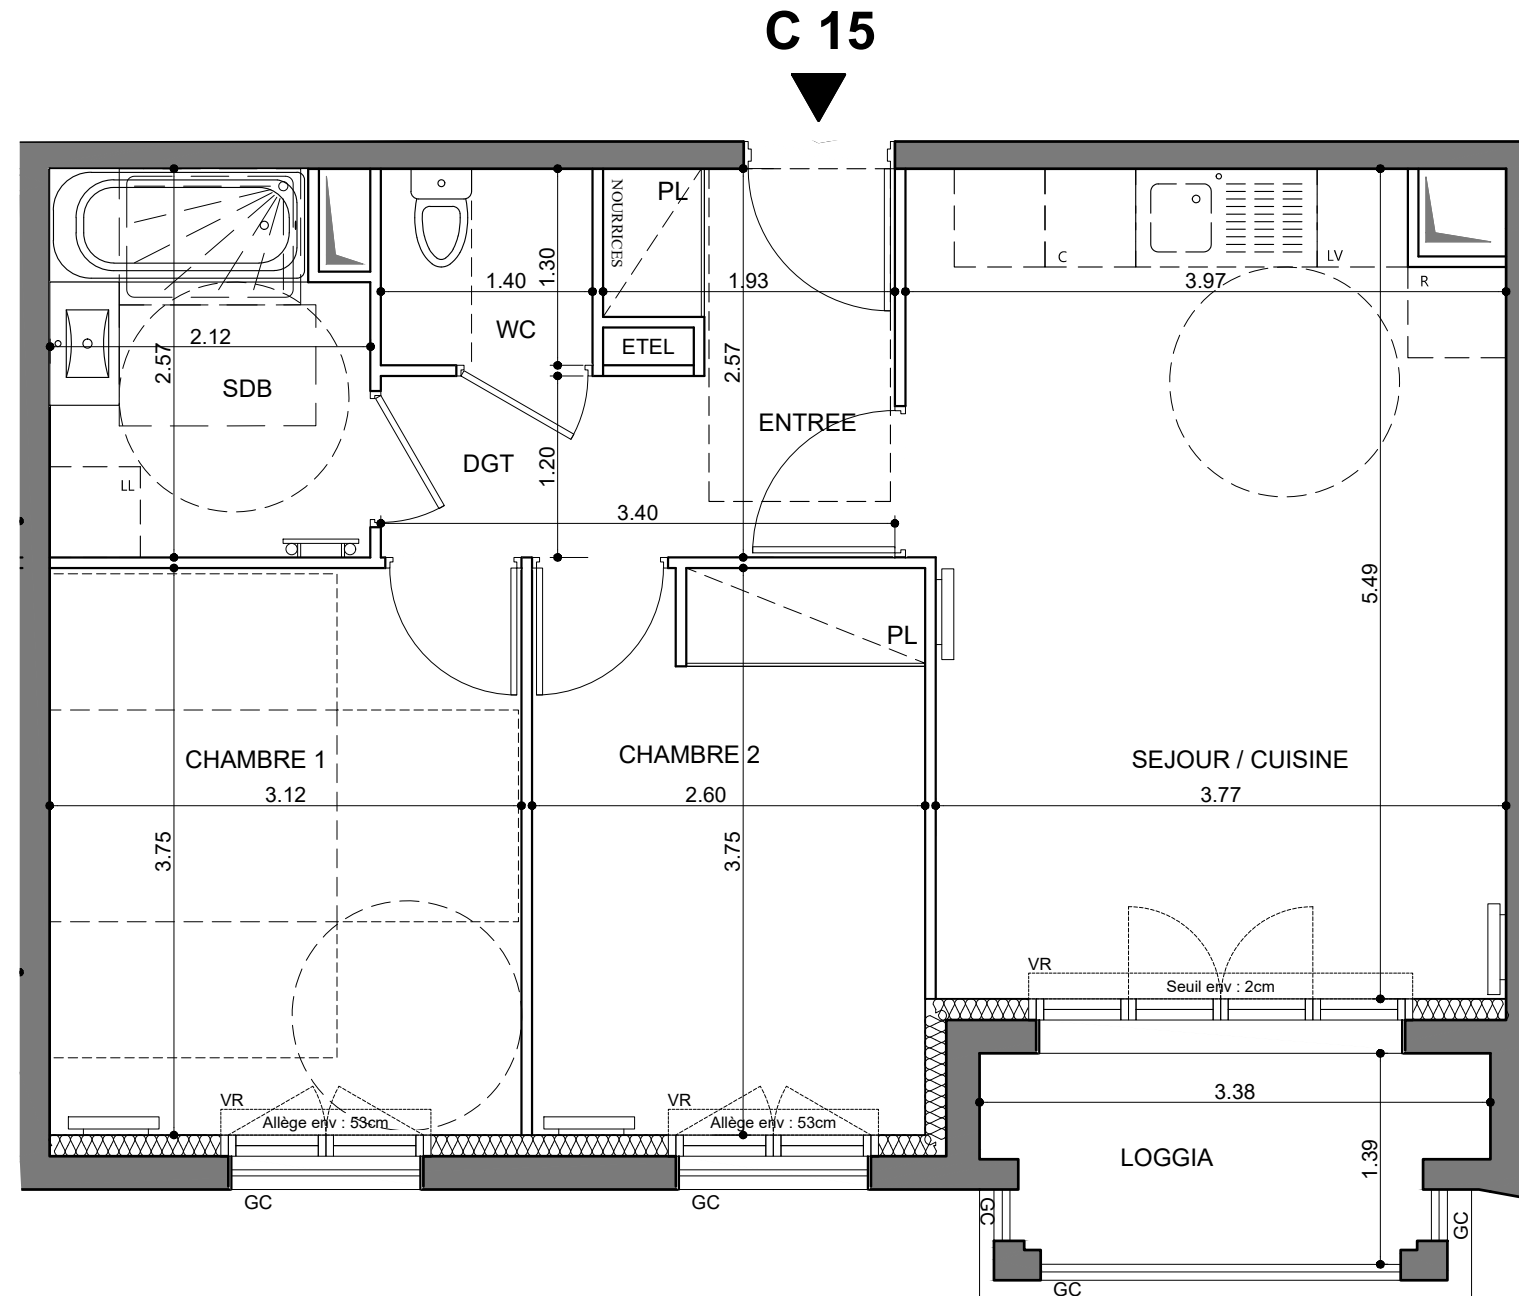 C 15
PL
NOURRICES
1.30
C
LV
R
1.40
1.93
3.97
WC
2.12
2.57
ETEL
2.57
SDB
ENTREE
DGT
1.20
LL
3.40
5.49
PL
CHAMBRE 1
CHAMBRE 2
SEJOUR / CUISINE
3.12
2.60
3.77
3.75
3.75
VR
Seuil env : 2cm
VR
Allège env : 53cm
VR
Allège env : 53cm
3.38
LOGGIA
1.39
GC
GC
GC
GC
GC